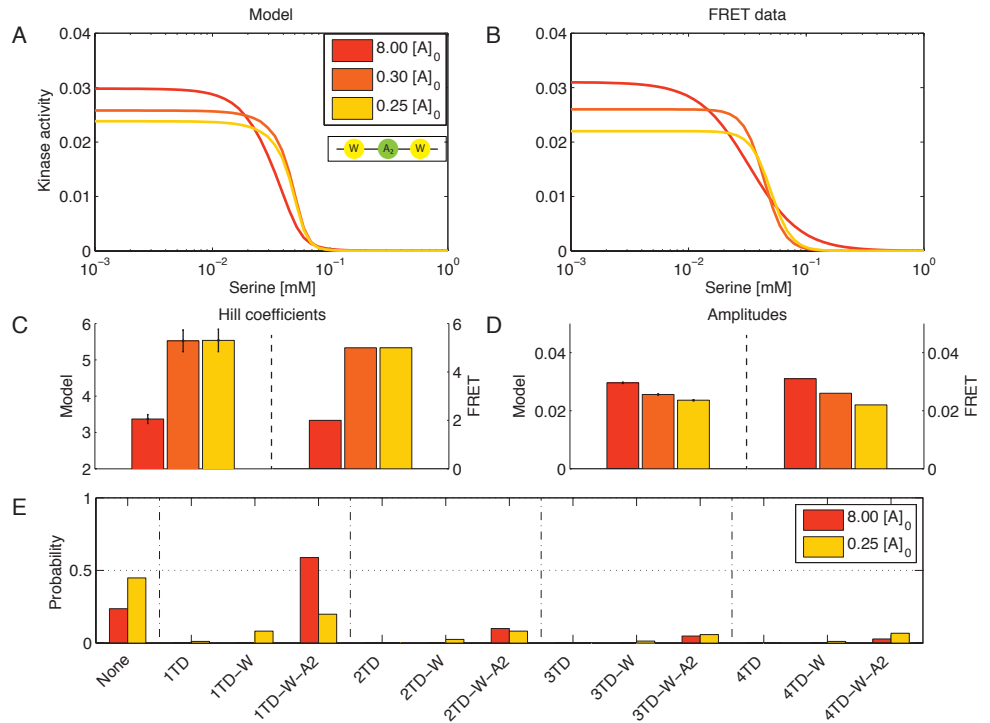 Model
FRET data
A
B
0.04
0.03
0.02
0.01
0
Kinase activity
10⁻³
10⁻²
10⁻¹
10⁰
Serine [mM]
8.00 [A]₀
0.30 [A]₀
0.25 [A]₀
W A₂ W
0.04
0.03
0.02
0.01
0
10⁻³
10⁻²
10⁻¹
10⁰
Serine [mM]
C
Hill coefficients
D
Amplitudes
6
5
4
3
2
Model
6
4
2
0
FRET
0.04
0.02
0
Model
0.04
0.02
0
FRET
E
1
0.5
0
Probability
8.00 [A]₀
0.25 [A]₀
None
1TD
1TD−W
1TD−W−A2
2TD
2TD−W
2TD−W−A2
3TD
3TD−W
3TD−W−A2
4TD
4TD−W
4TD−W−A2